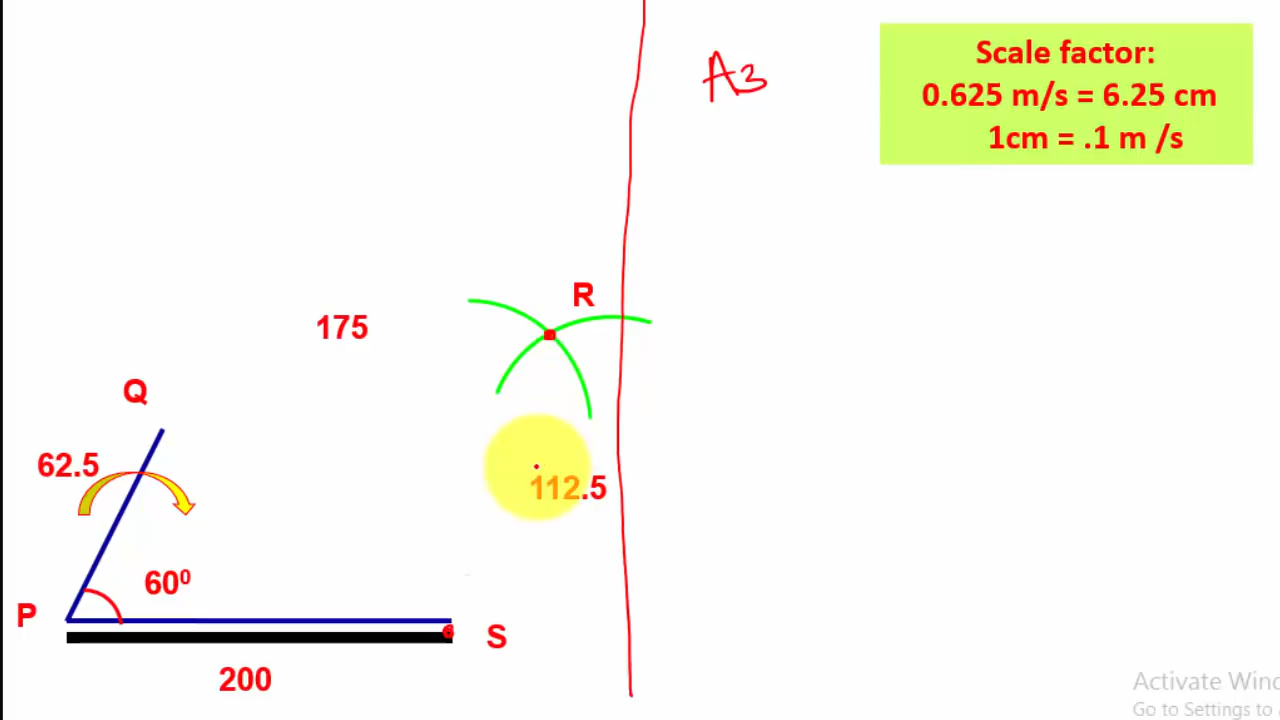 A3
Scale factor:
0.625 m/s = 6.25 cm
1cm = .1 m /s
R
175
Q
62.5
112.5
60⁰
P
S
200
Activate Wind
Go to Settings to